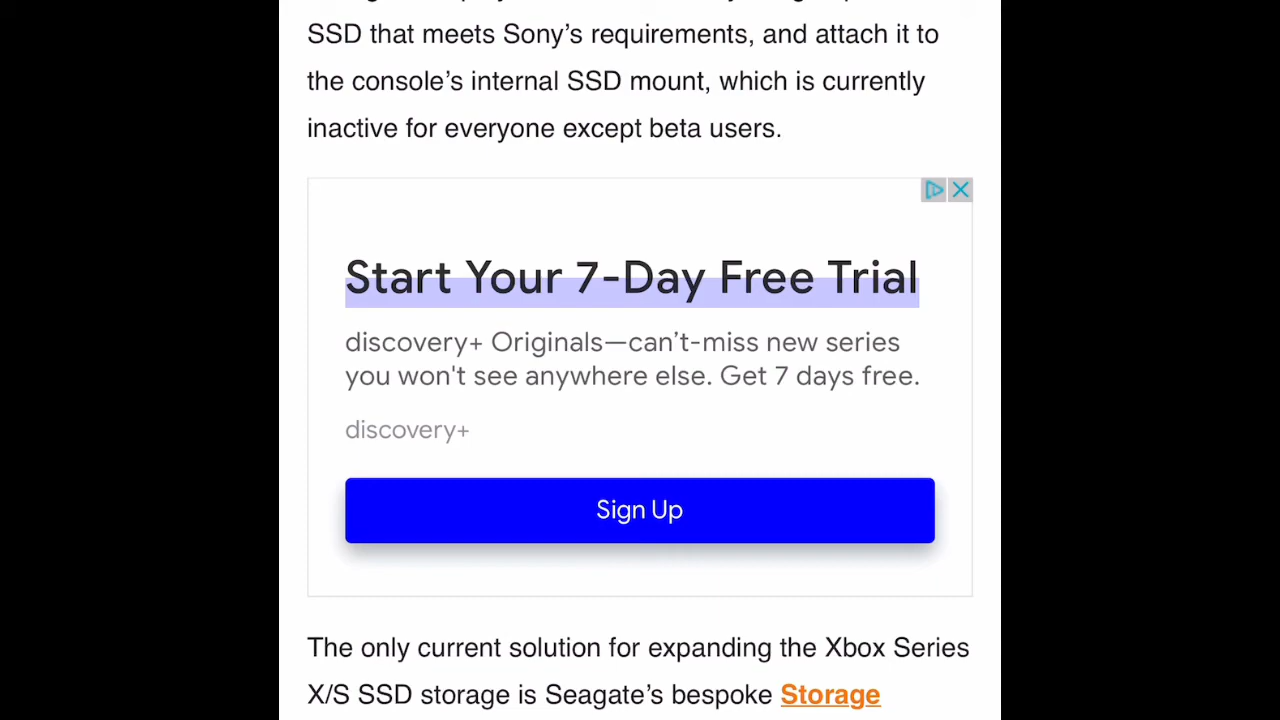 SSD that meets Sony’s requirements, and attach it to
the console’s internal SSD mount, which is currently
inactive for everyone except beta users.
Start Your 7-Day Free Trial
discovery+ Originals—can’t-miss new series
you won't see anywhere else. Get 7 days free.
discovery+
Sign Up
The only current solution for expanding the Xbox Series
X/S SSD storage is Seagate’s bespoke Storage